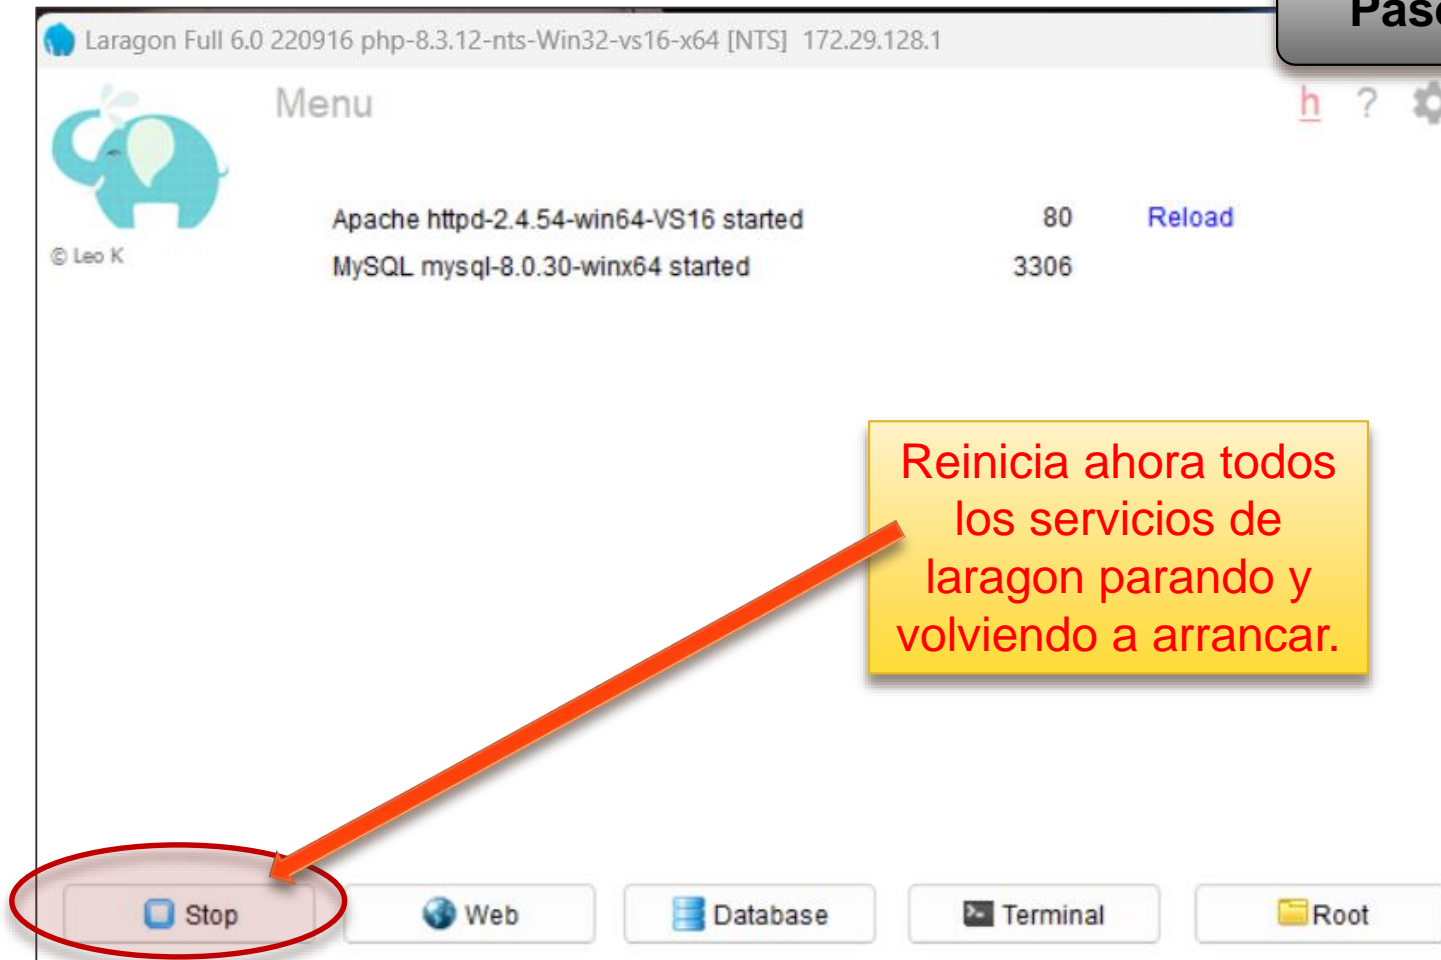 Laragon Full 6.0 220916 php-8.3.12-nts-Win32-vs16-x64 [NTS] 172.29.128.1
Menu
h ?
Apache httpd-2.4.54-win64-VS16 started 80 Reload
© Leo K
MySQL mysql-8.0.30-winx64 started 3306
Reinicia ahora todos
los servicios de
laragon parando y
volviendo a arrancar.
Stop Web Database Terminal Root